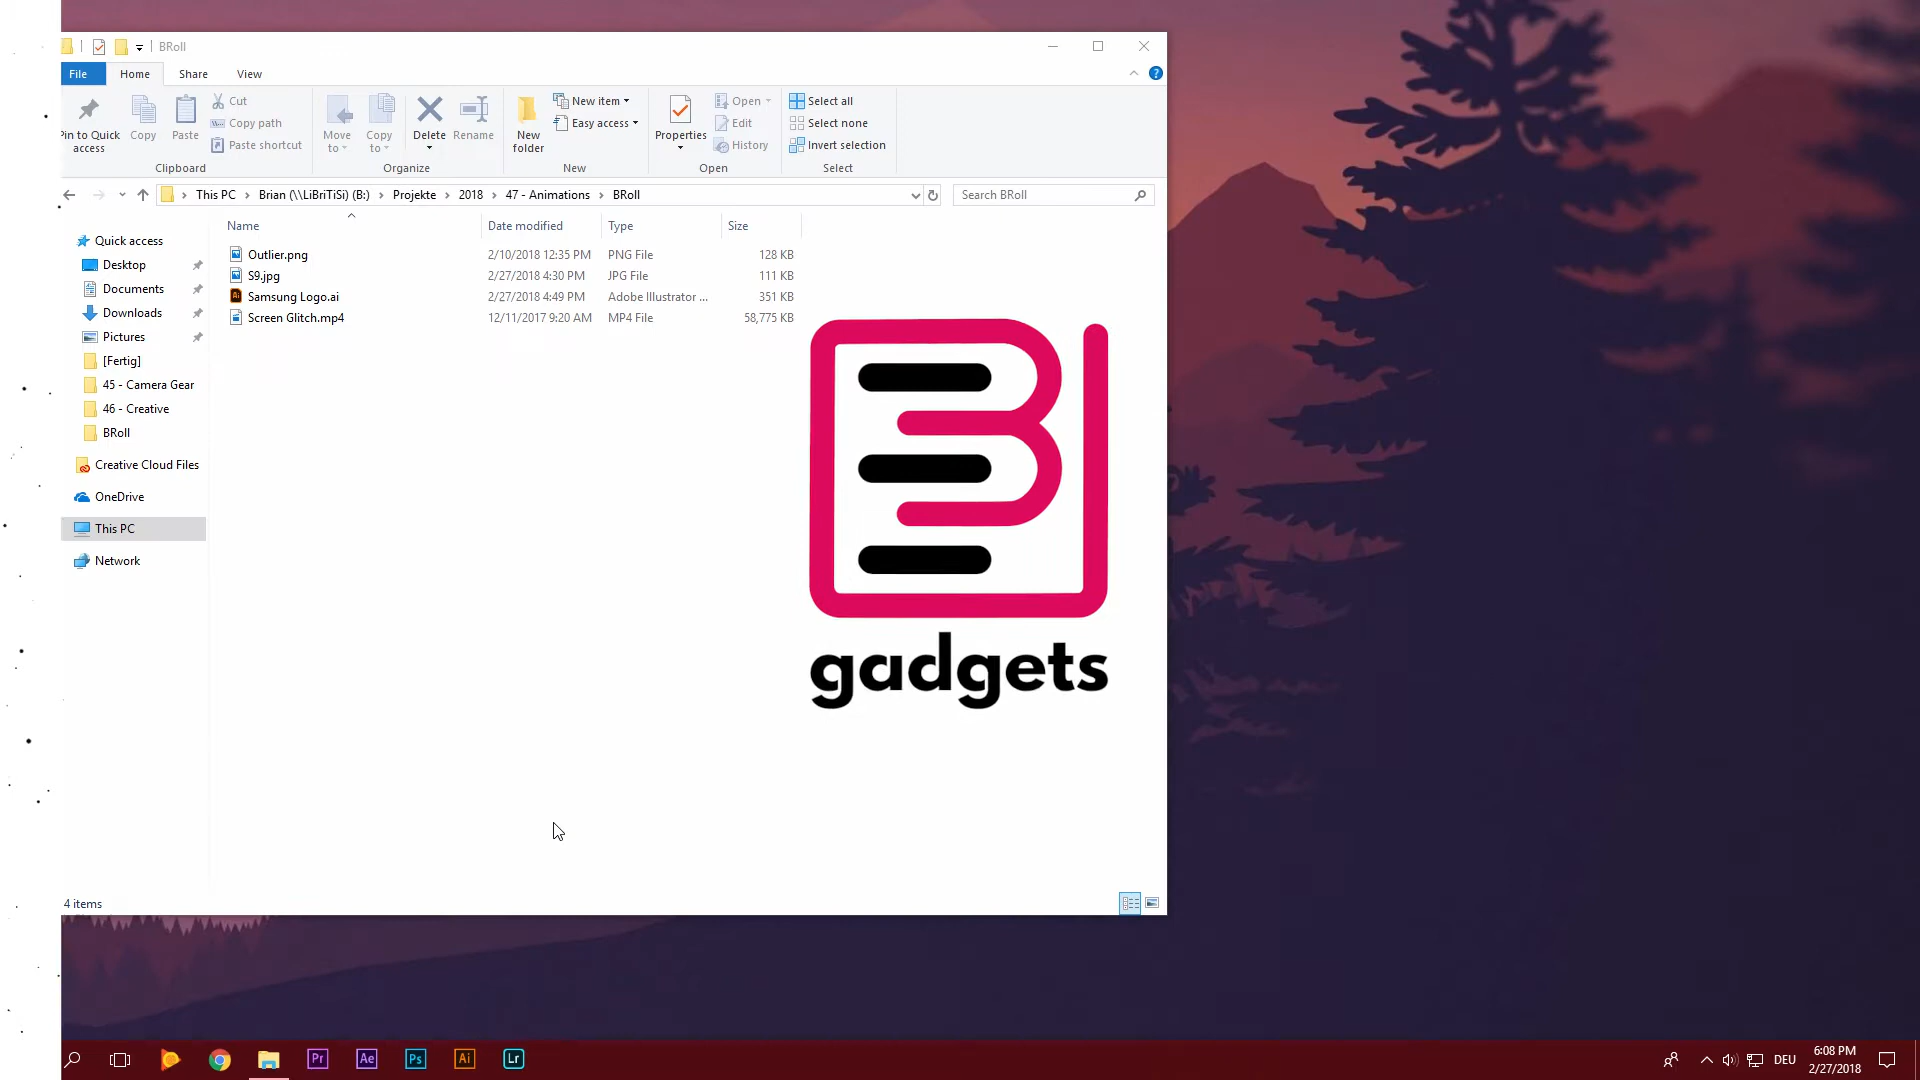 BRoll
File Home Share View
Pin to Quick access
Copy
Paste
Cut
Copy path
Paste shortcut
Clipboard
Move to
Copy to
Delete
Rename
Organize
New folder
New item
Easy access
New
Properties
Open
Edit
History
Open
Select all
Select none
Invert selection
Select
This PC › Brian (\\LiBriTiSi) (B:) › Projekte › 2018 › 47 - Animations › BRoll
Search BRoll
Name Date modified Type Size
Outlier.png 2/10/2018 12:35 PM PNG File 128 KB
S9.jpg 2/27/2018 4:30 PM JPG File 111 KB
Samsung Logo.ai 2/27/2018 4:49 PM Adobe Illustrator ... 351 KB
Screen Glitch.mp4 12/11/2017 9:20 AM MP4 File 58,775 KB
Quick access
Desktop
Documents
Downloads
Pictures
[Fertig]
45 - Camera Gear
46 - Creative
BRoll
Creative Cloud Files
OneDrive
This PC
Network
gadgets
4 items
Pr Ae Ps Ai Lr
DEU
6:08 PM
2/27/2018